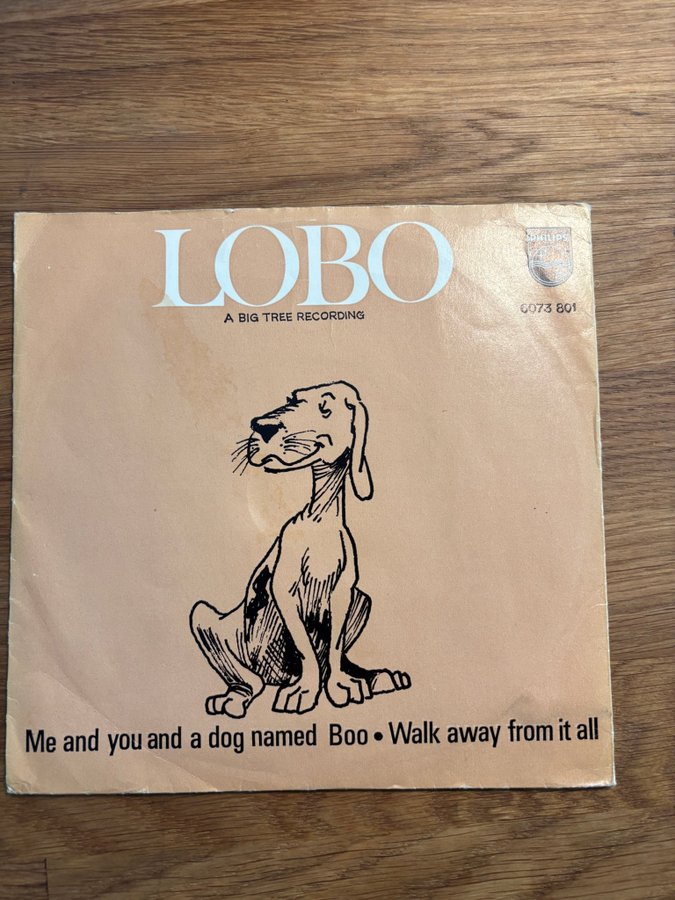 LOBO
A BIG TREE RECORDING
PHILIPS
6073 801
Me and you and a dog named Boo • Walk away from it all